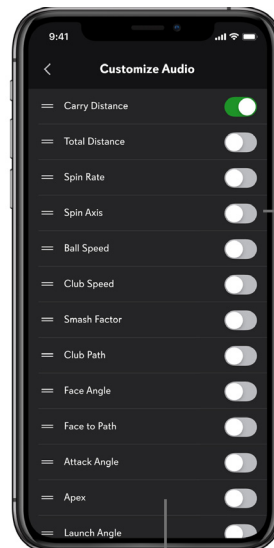 9:41
Customize Audio
Carry Distance
Total Distance
Spin Rate
Spin Axis
Ball Speed
Club Speed
Smash Factor
Club Path
Face Angle
Face to Path
Attack Angle
Apex
Launch Angle